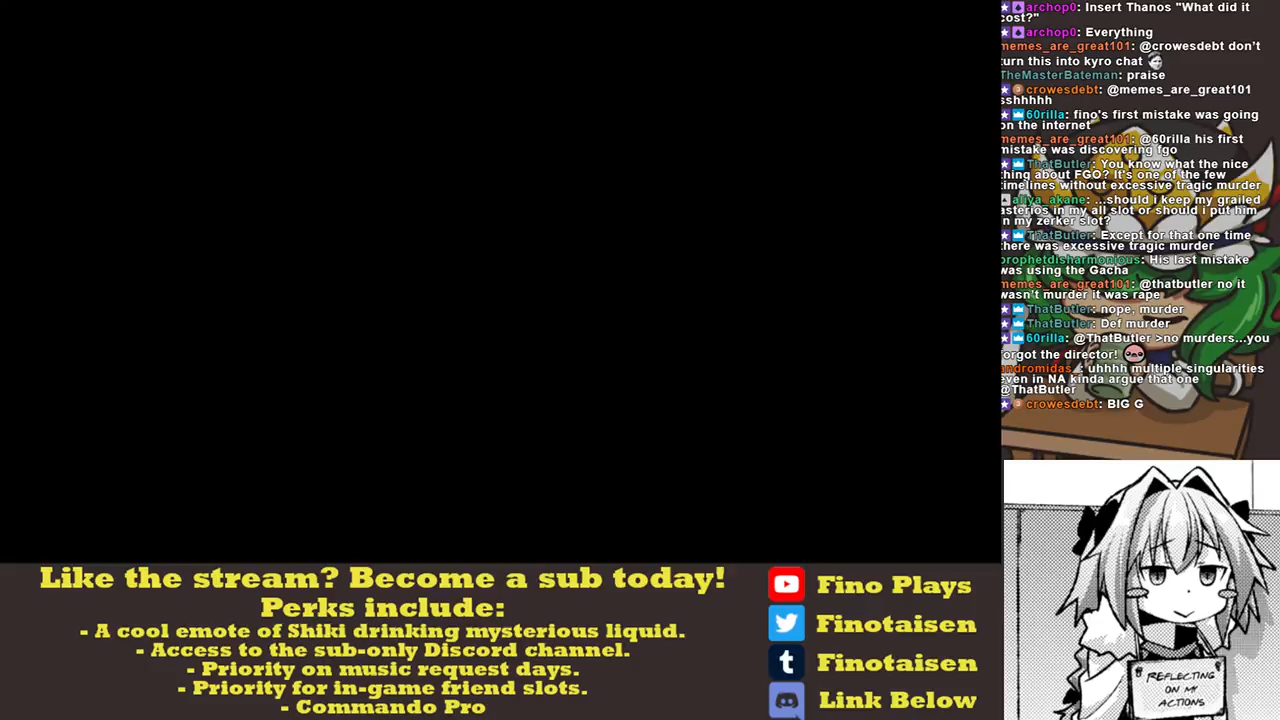 archop0: Insert Thanos "What did it
cost?"
archop0: Everything
memes_are_great101: @crowesdebt don't
turn this into kyro chat
TheMasterBateman: praise
crowesdebt: @memes_are_great101
sshhhhh
60rilla: fino's first mistake was going
on the internet
memes_are_great101: @60rilla his first
mistake was discovering fgo
ThatButler: You know what the nice
thing about FGO? It's one of the few
timelines without excessive tragic murder
aliya_akane: ...should i keep my grailed
asterios in my all slot or should i put him
in my zerker slot?
ThatButler: Except for that one time
there was excessive tragic murder
prophetdisharmonious: His last mistake
was using the Gacha
memes_are_great101: @thatbutler no it
wasn't murder it was rape
ThatButler: nope, murder
ThatButler: Def murder
60rilla: @ThatButler >no murders...you
forgot the director!
andromidas_: uhhhh multiple singularities
even in NA kinda argue that one
@ThatButler
crowesdebt: BIG G
Like the stream? Become a sub today!
Perks include:
- A cool emote of Shiki drinking mysterious liquid.
- Access to the sub-only Discord channel.
- Priority on music request days.
- Priority for in-game friend slots.
- Commando Pro
Fino Plays
Finotaisen
Finotaisen
Link Below
REFLECTING
ON MY
ACTIONS